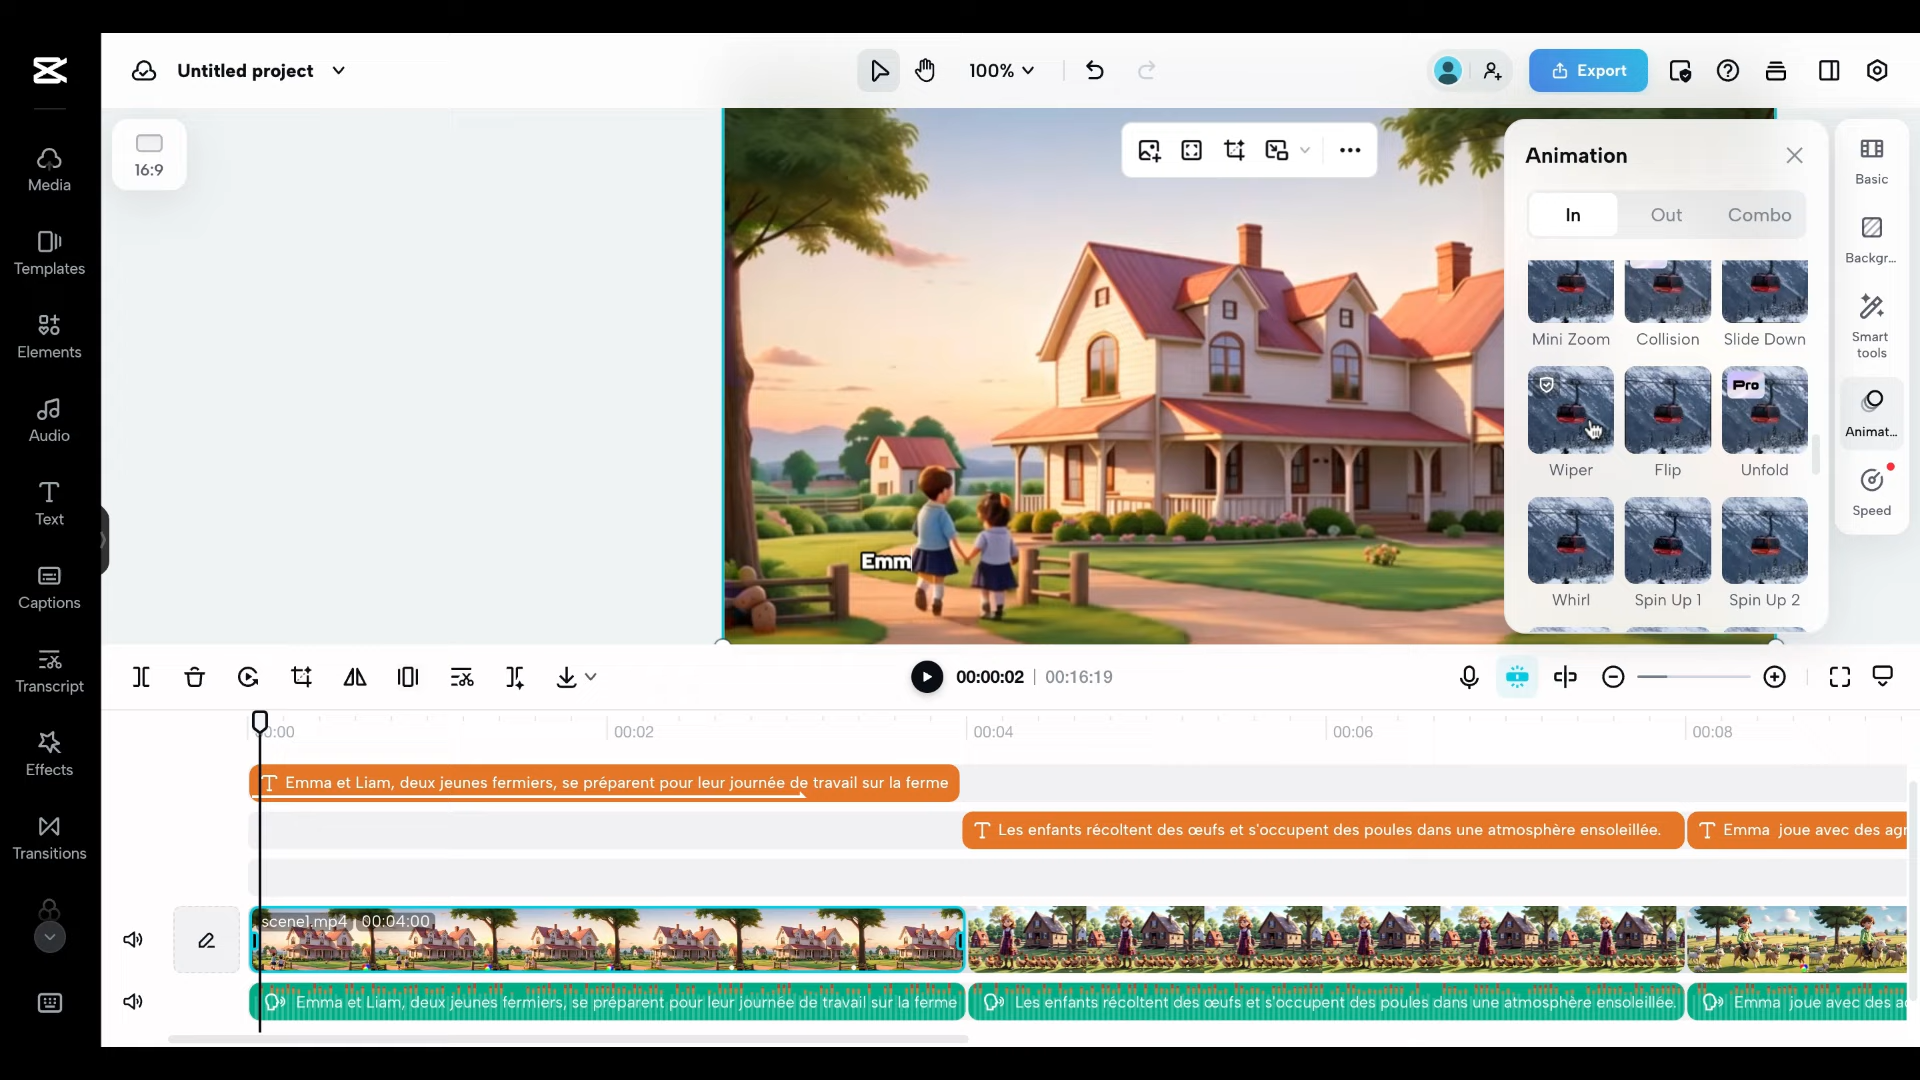 Untitled project
100%
Export
16:9
Media
Templates
Elements
Audio
Text
Captions
Transcript
Effects
Transitions
Emm
Animation
In
Out
Combo
Mini Zoom
Collision
Slide Down
Pro
Wiper
Flip
Unfold
Whirl
Spin Up 1
Spin Up 2
Basic
Backgr...
Smart
tools
Animat...
Speed
00:00:02 | 00:16:19
00:02
00:04
00:06
00:08
Emma et Liam, deux jeunes fermiers, se préparent pour leur journée de travail sur la ferme
Les enfants récoltent des œufs et s'occupent des poules dans une atmosphère ensoleillée.
Emma joue avec des agn
scene1.mp4 00:04:00
Emma et Liam, deux jeunes fermiers, se préparent pour leur journée de travail sur la ferme
Les enfants récoltent des œufs et s'occupent des poules dans une atmosphère ensoleillée.
Emma joue avec des a